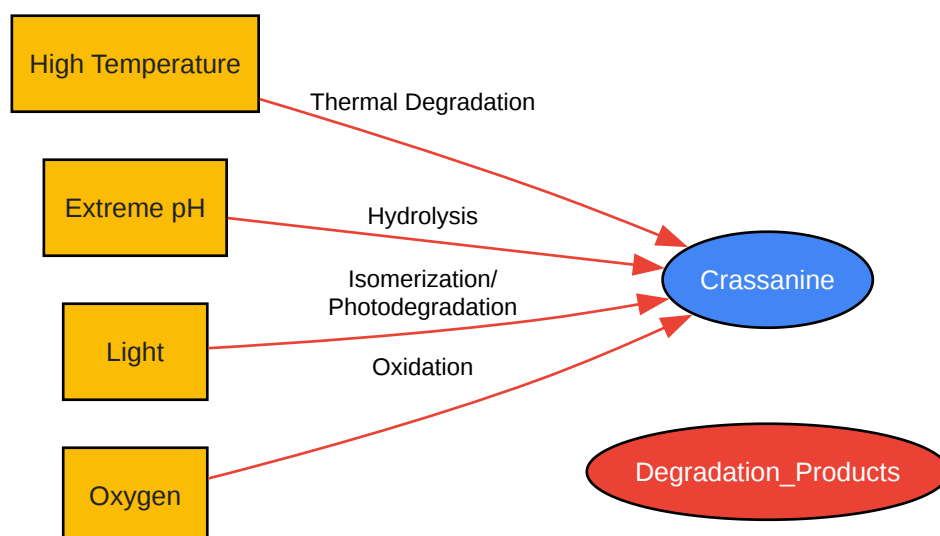 High Temperature
Thermal Degradation
Extreme pH
Hydrolysis
Isomerization/
Photodegradation
Crassanine
Light
Oxidation
Oxygen
Degradation_Products